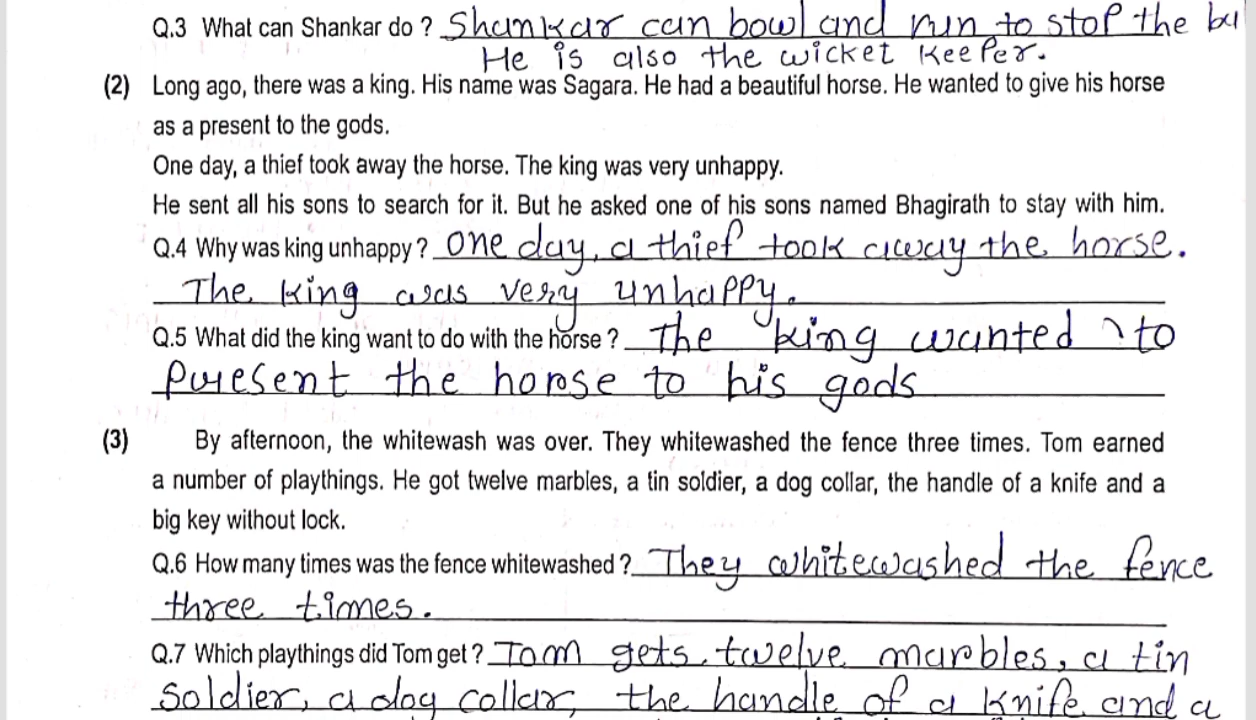 Q.3 What can Shankar do ? Shankar can bowl and run to stop the
He is also the wicket keeper.
(2) Long ago, there was a king. His name was Sagara. He had a beautiful horse. He wanted to give his horse
as a present to the gods.
One day, a thief took away the horse. The king was very unhappy.
He sent all his sons to search for it. But he asked one of his sons named Bhagirath to stay with him.
Q.4 Why was king unhappy ? One day, a thief took away the horse.
The king was very unhappy.
Q.5 What did the king want to do with the horse ? The king wanted to
present the horse to his gods
(3) By afternoon, the whitewash was over. They whitewashed the fence three times. Tom earned
a number of playthings. He got twelve marbles, a tin soldier, a dog collar, the handle of a knife and a
big key without lock.
Q.6 How many times was the fence whitewashed ? They whitewashed the fence
three times.
Q.7 Which playthings did Tom get ? Tom gets, twelve marbles, a tin
soldier, a dog collar, the handle of a knife and a